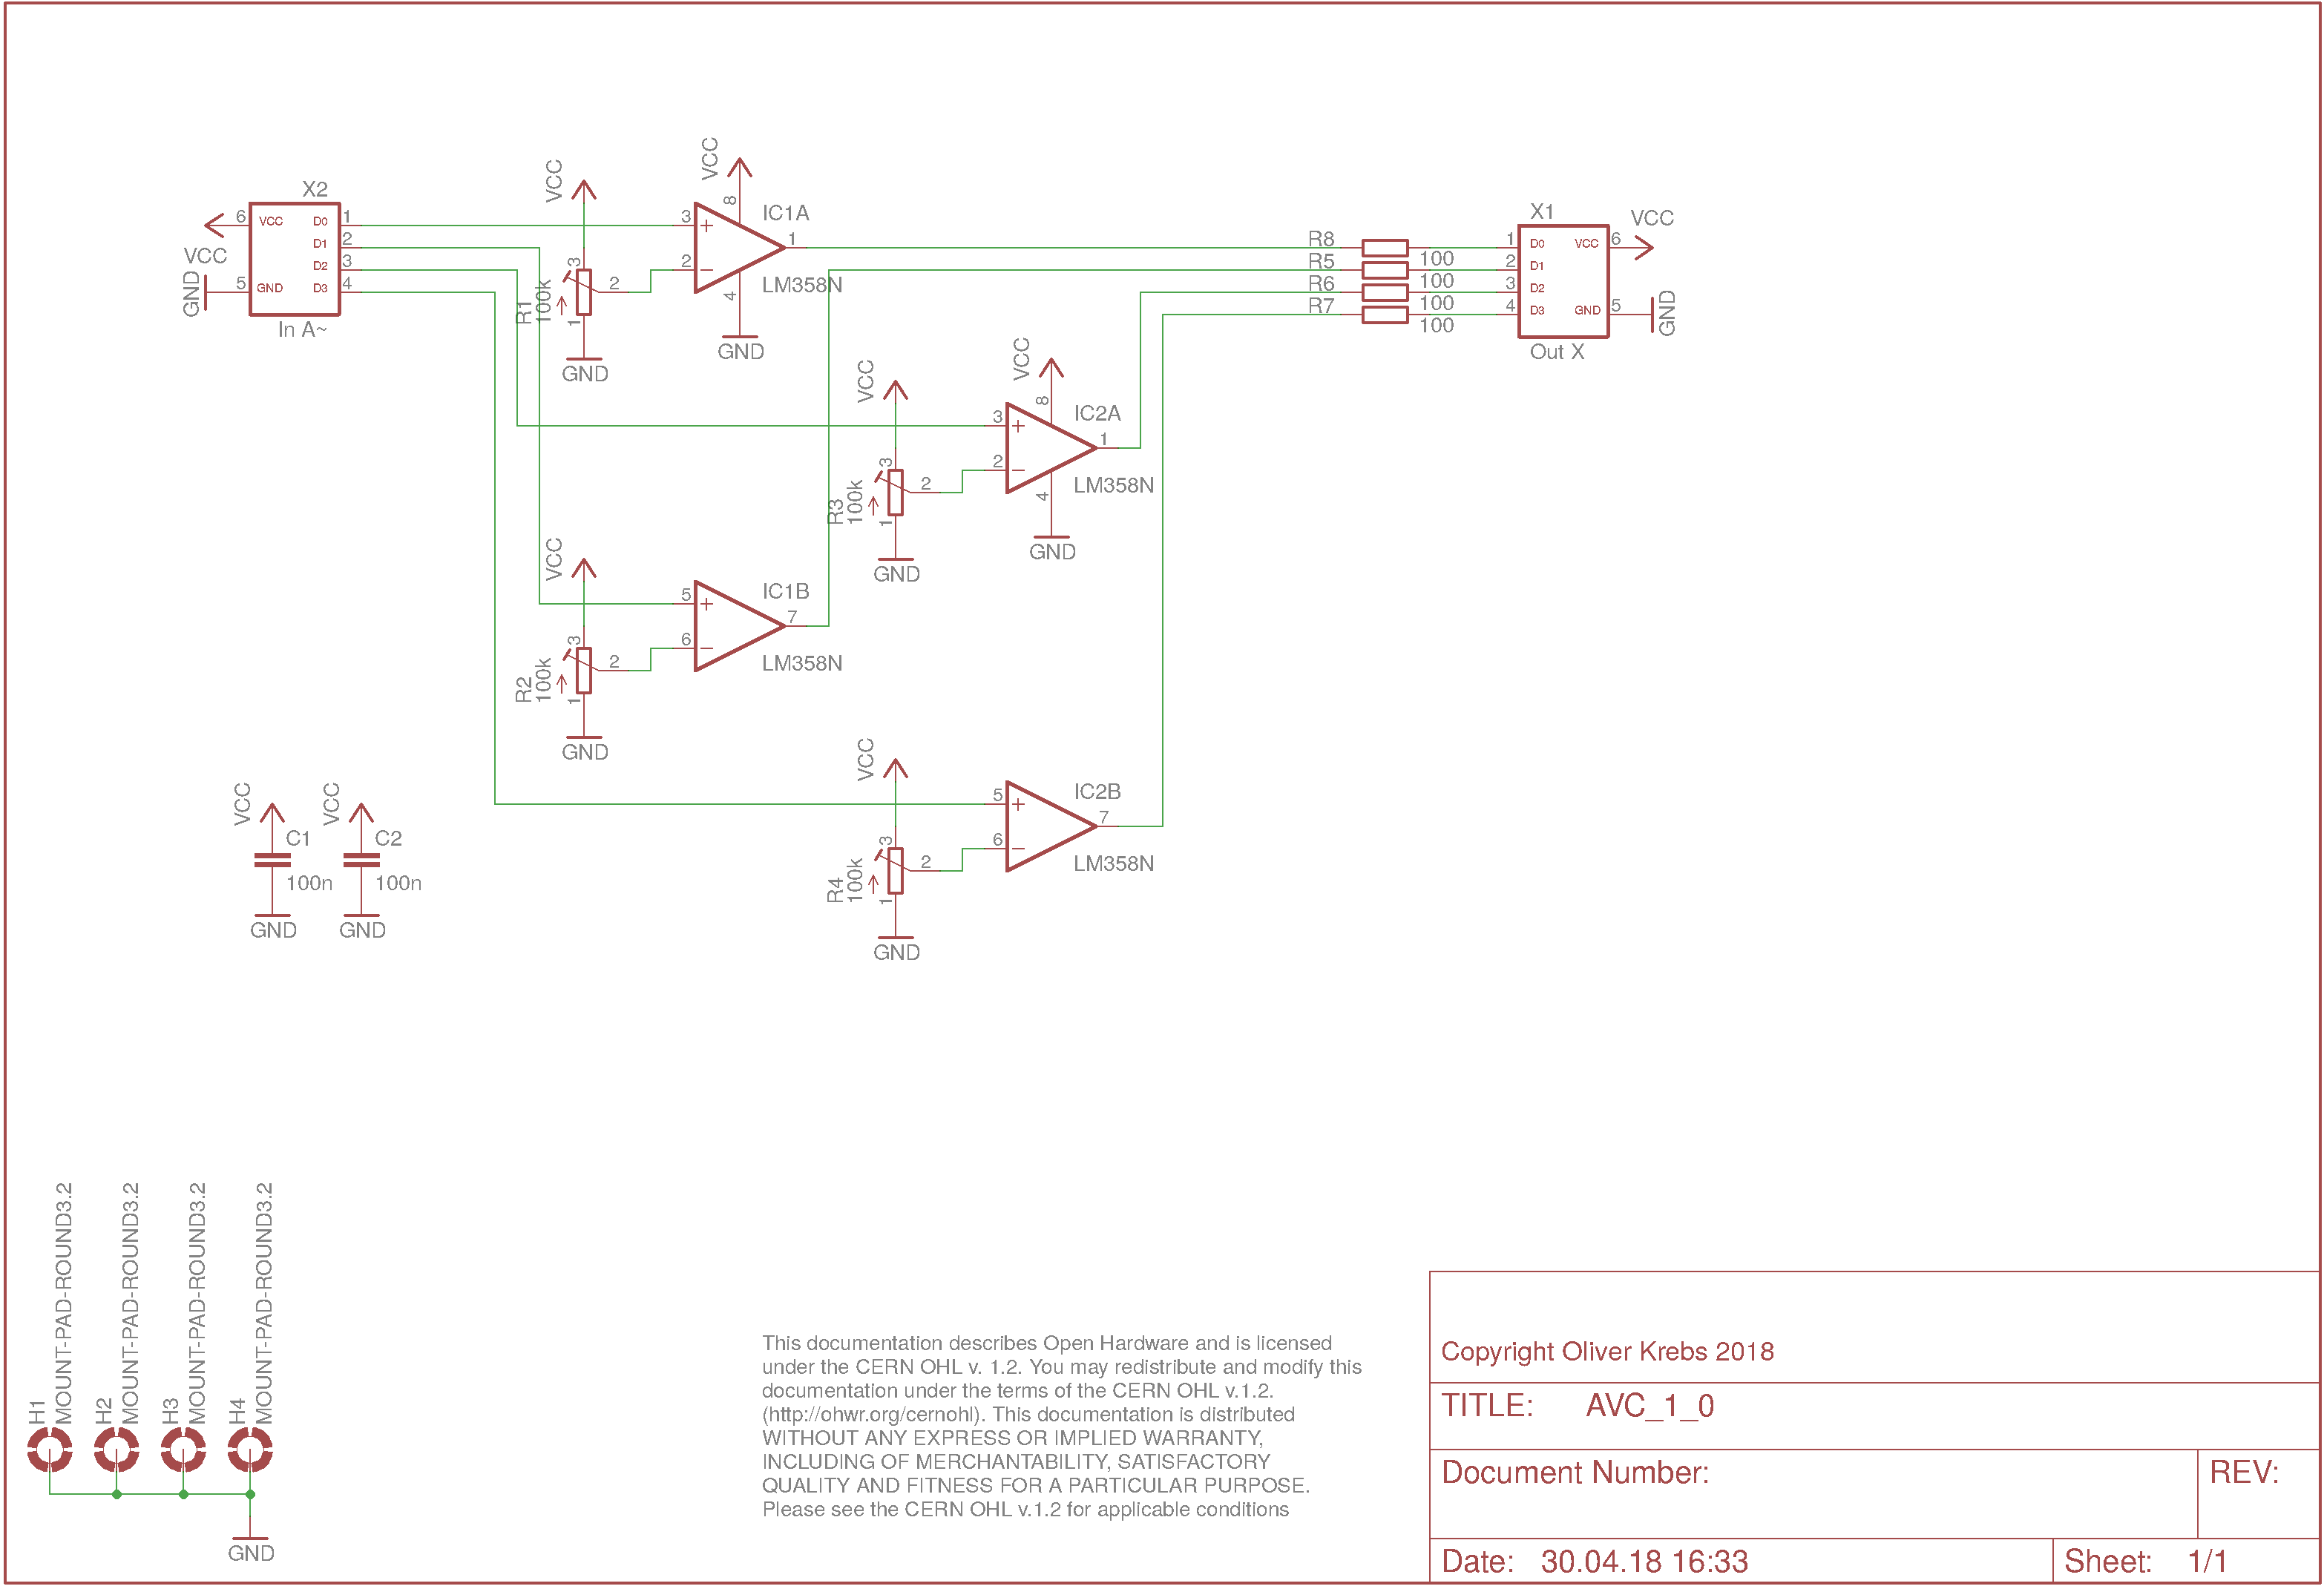 X2
VCC
GND
6
5
VCC
GND
D0
D1
D2
D3
1
2
3
4
In A~
VCC
3
2
1
R1
100k
GND
VCC
8
3
2
1
4
IC1A
LM358N
GND
R8
R5
R6
R7
100
100
100
100
X1
1
2
3
4
D0
D1
D2
D3
VCC
GND
6
5
VCC
GND
Out X
VCC
3
2
1
R3
100k
GND
VCC
8
3
2
1
4
IC2A
LM358N
GND
VCC
3
2
1
R2
100k
GND
5
6
7
IC1B
LM358N
VCC
3
2
1
R4
100k
GND
5
6
7
IC2B
LM358N
VCC
C1
100n
GND
VCC
C2
100n
GND
H1
MOUNT-PAD-ROUND3.2
H2
MOUNT-PAD-ROUND3.2
H3
MOUNT-PAD-ROUND3.2
H4
MOUNT-PAD-ROUND3.2
GND
This documentation describes Open Hardware and is licensed
under the CERN OHL v. 1.2. You may redistribute and modify this
documentation under the terms of the CERN OHL v.1.2.
(http://ohwr.org/cernohl). This documentation is distributed
WITHOUT ANY EXPRESS OR IMPLIED WARRANTY,
INCLUDING OF MERCHANTABILITY, SATISFACTORY
QUALITY AND FITNESS FOR A PARTICULAR PURPOSE.
Please see the CERN OHL v.1.2 for applicable conditions
Copyright Oliver Krebs 2018
TITLE: AVC_1_0
Document Number:
REV:
Date: 30.04.18 16:33
Sheet: 1/1